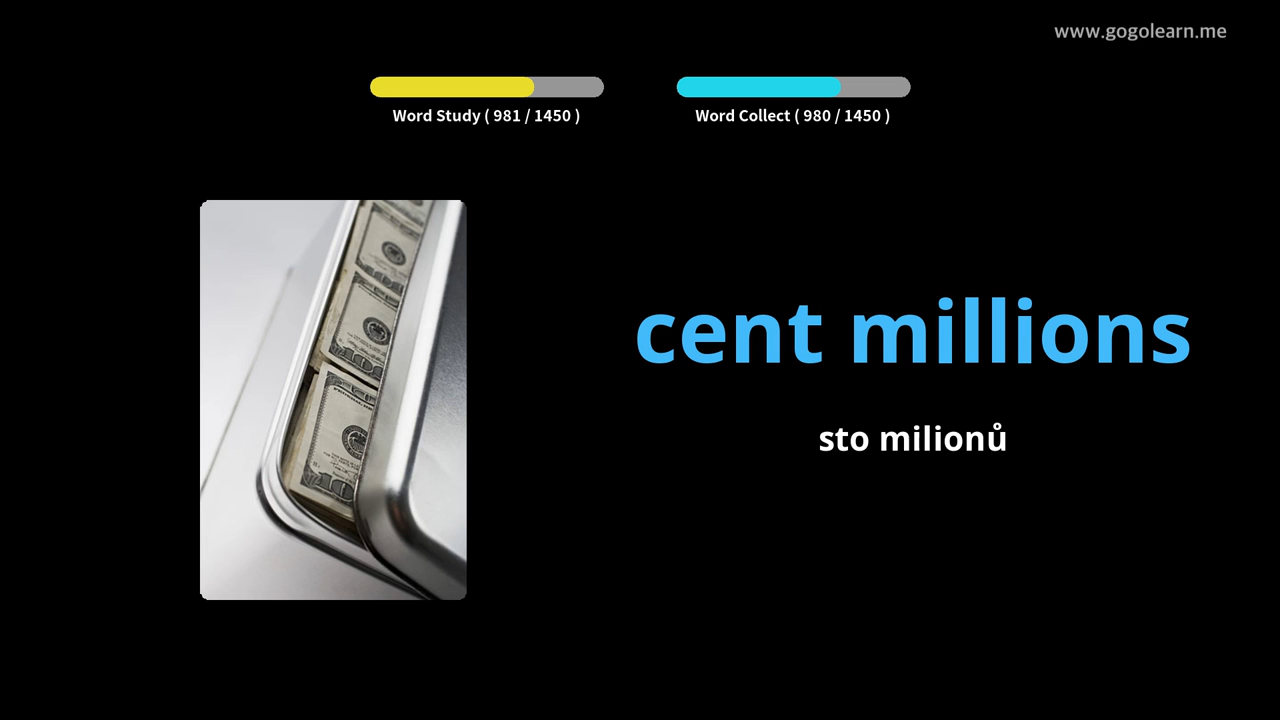 www.gogolearn.me
Word Study ( 981 / 1450 )
Word Collect ( 980 / 1450 )
cent millions
sto milionů